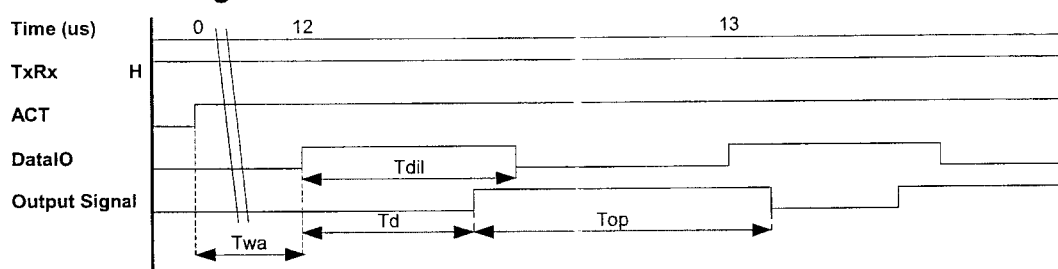 Time (us) 0 12 13
TxRx H
ACT
DataIO
Tdil
Output Signal
Td Top
Twa